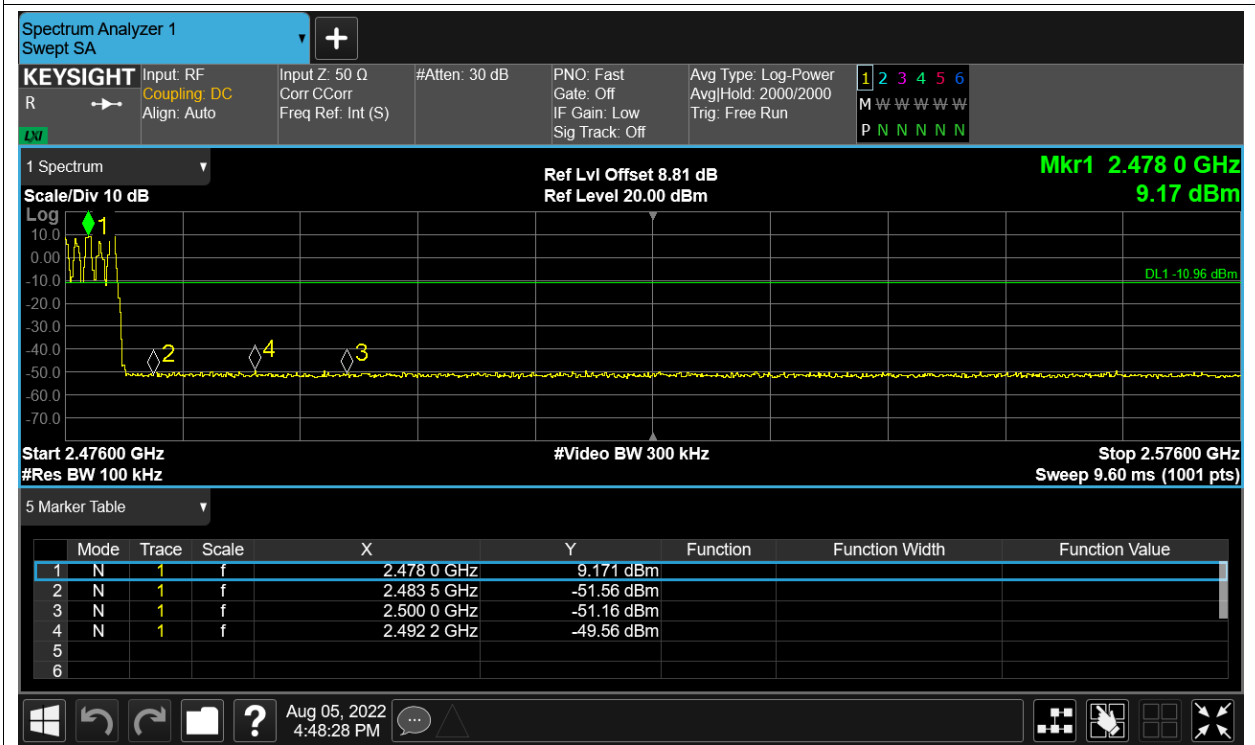 Spectrum Analyzer 1
Swept SA
KEYSIGHT
R
LXI
Input: RF
Coupling: DC
Align: Auto
Input Z: 50 Ω
Corr CCorr
Freq Ref: Int (S)
#Atten: 30 dB
PNO: Fast
Gate: Off
IF Gain: Low
Sig Track: Off
Avg Type: Log-Power
Avg|Hold: 2000/2000
Trig: Free Run
1 2 3 4 5 6
M W W W W W
P N N N N N
1 Spectrum
Scale/Div 10 dB
Ref Lvl Offset 8.81 dB
Ref Level 20.00 dBm
Mkr1 2.478 0 GHz
9.17 dBm
Log
10.0
0.00
-10.0
-20.0
-30.0
-40.0
-50.0
-60.0
-70.0
1
2
4
3
DL1 -10.96 dBm
Start 2.47600 GHz
#Res BW 100 kHz
#Video BW 300 kHz
Stop 2.57600 GHz
Sweep 9.60 ms (1001 pts)
5 Marker Table
Mode Trace Scale X Y Function Function Width Function Value
1 N 1 f 2.478 0 GHz 9.171 dBm
2 N 1 f 2.483 5 GHz -51.56 dBm
3 N 1 f 2.500 0 GHz -51.16 dBm
4 N 1 f 2.492 2 GHz -49.56 dBm
5
6
?
Aug 05, 2022
4:48:28 PM